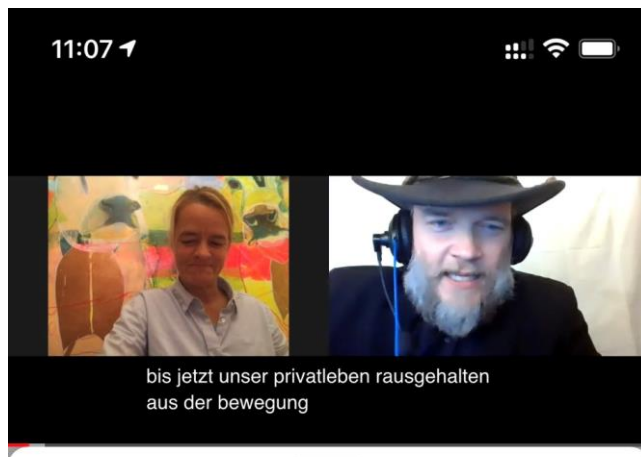 11:07
bis jetzt unser privatleben rausgehalten
aus der bewegung